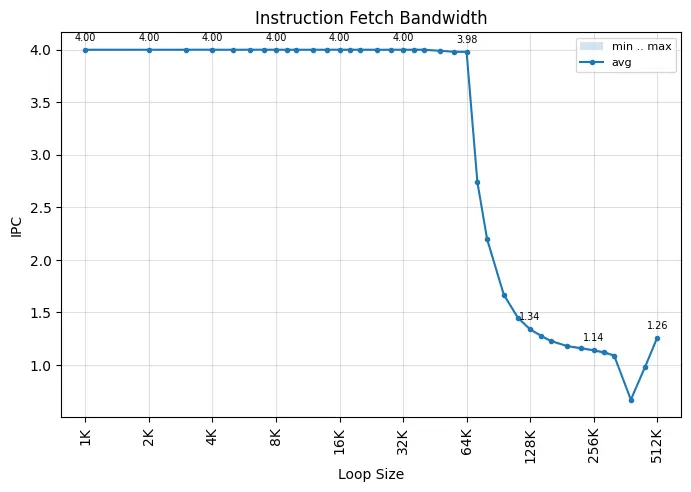 Instruction Fetch Bandwidth
4.00 4.00 4.00 4.00 4.00 4.00 3.98
min .. max
avg
4.0
3.5
3.0
2.5
2.0
1.5
1.0
IPC
1.34
1.14
1.26
1K 2K 4K 8K 16K 32K 64K 128K 256K 512K
Loop Size